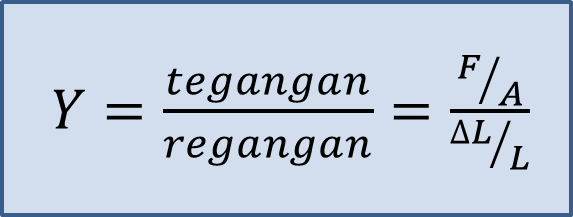 Y = tegangan / regangan = F/A / ΔL/L